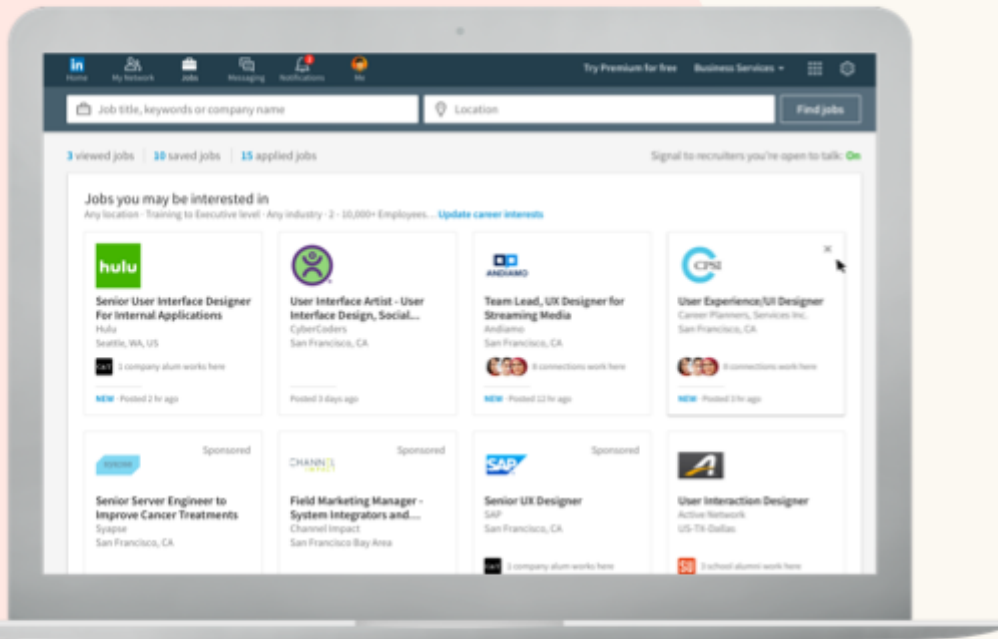 in
Home
My Network
Jobs
Messaging
Notifications
Me
Try Premium for free
Business Services
Job title, keywords or company name
Location
Find jobs
3 viewed jobs
10 saved jobs
15 applied jobs
Signal to recruiters you're open to talk: On
Jobs you may be interested in
Any location · Training to Executive level · Any industry · 2 - 10,000+ Employees... Update career interests
hulu
Senior User Interface Designer
For Internal Applications
Hulu
Seattle, WA, US
1 company alum works here
NEW · Posted 2 hr ago
User Interface Artist - User
Interface Design, Social...
CyberCoders
San Francisco, CA
Posted 3 days ago
ANDIAMO
Team Lead, UX Designer for
Streaming Media
Andiamo
San Francisco, CA
8 connections work here
NEW · Posted 12 hr ago
CPSI
User Experience/UI Designer
Career Planners, Services Inc.
San Francisco, CA
8 connections work here
NEW · Posted 3 hr ago
Sponsored
Senior Server Engineer to
Improve Cancer Treatments
Syapse
San Francisco, CA
Sponsored
CHANNEL
IMPACT
Field Marketing Manager -
System Integrators and...
Channel Impact
San Francisco Bay Area
Sponsored
SAP
Senior UX Designer
SAP
San Francisco, CA
1 company alum works here
User Interaction Designer
Active Network
US-TX-Dallas
SU
3 school alumni work here